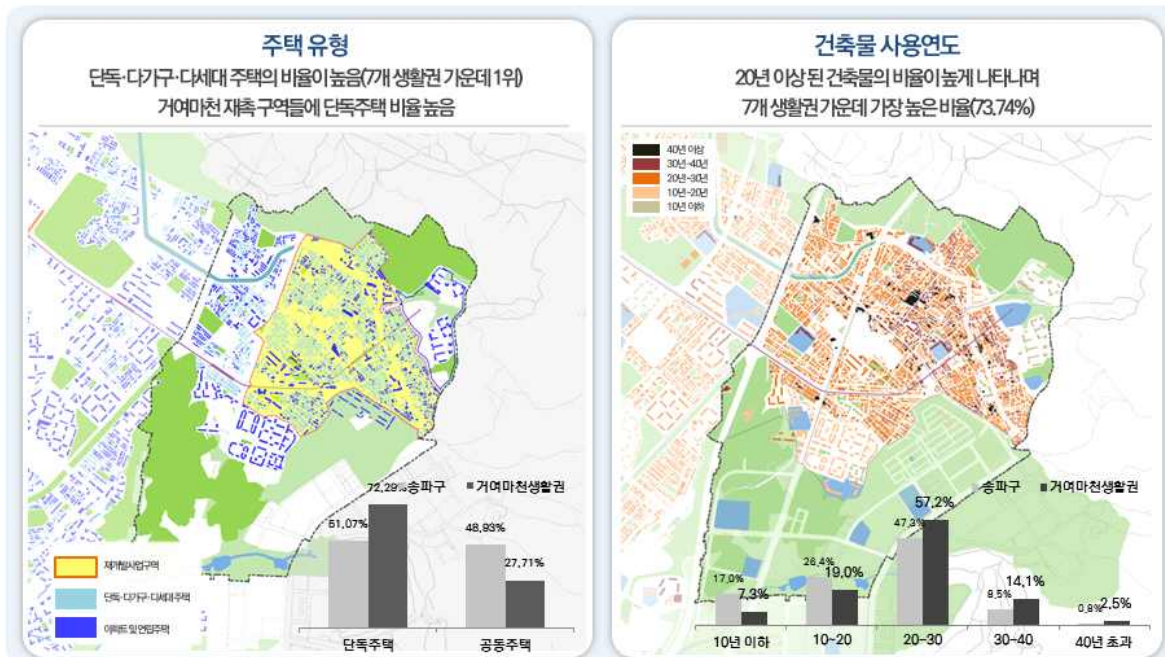 주택 유형
단독·다가구·다세대 주택의 비율이 높음(7개 생활권 가운데 1위)
거여마천 재촉 구역들에 단독주택 비율 높음
72,29%
송파구
거여마천생활권
51,07%
48,93%
27,71%
단독주택
공동주택
재개발사업구역
단독·다가구·다세대주택
아파트 및 연립주택
건축물 사용연도
20년 이상 된 건축물의 비율이 높게 나타나며
7개 생활권 가운데 가장 높은 비율(73.74%)
40년 이상
30년~40년
20년~30년
10년~20년
10년 이하
송파구
거여마천생활권
17,0%
7,3%
26,4%
19,0%
47,3%
57,2%
8,5%
14,1%
0,8%
2,5%
10년 이하
10~20
20~30
30~40
40년 초과